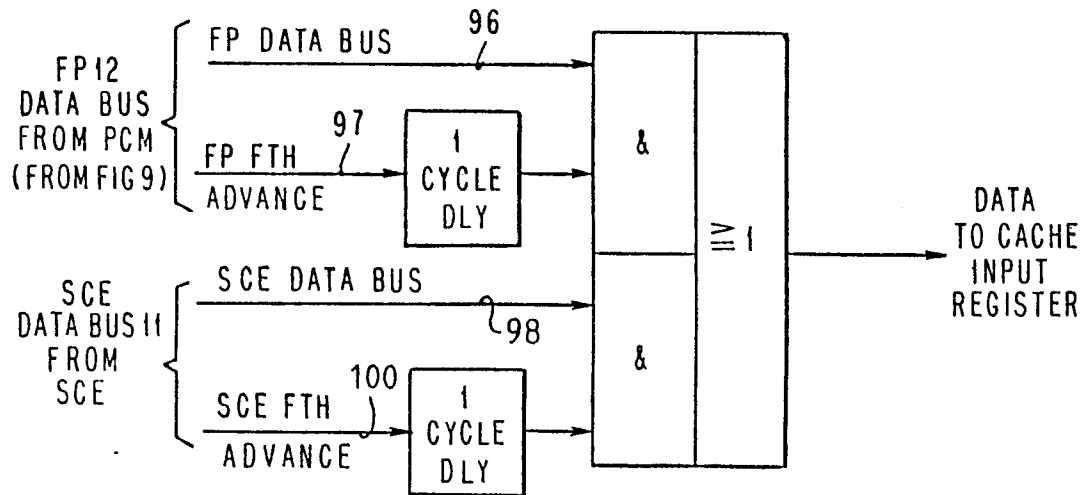 FP12
DATA BUS
FROM PCM
(FROM FIG 9)
FP DATA BUS
96
FP FTH
ADVANCE
97
1
CYCLE
DLY
&
≧ 1
DATA
TO CACHE
INPUT
REGISTER
SCE
DATA BUS 11
FROM
SCE
SCE DATA BUS
98
SCE FTH
ADVANCE
100
1
CYCLE
DLY
&